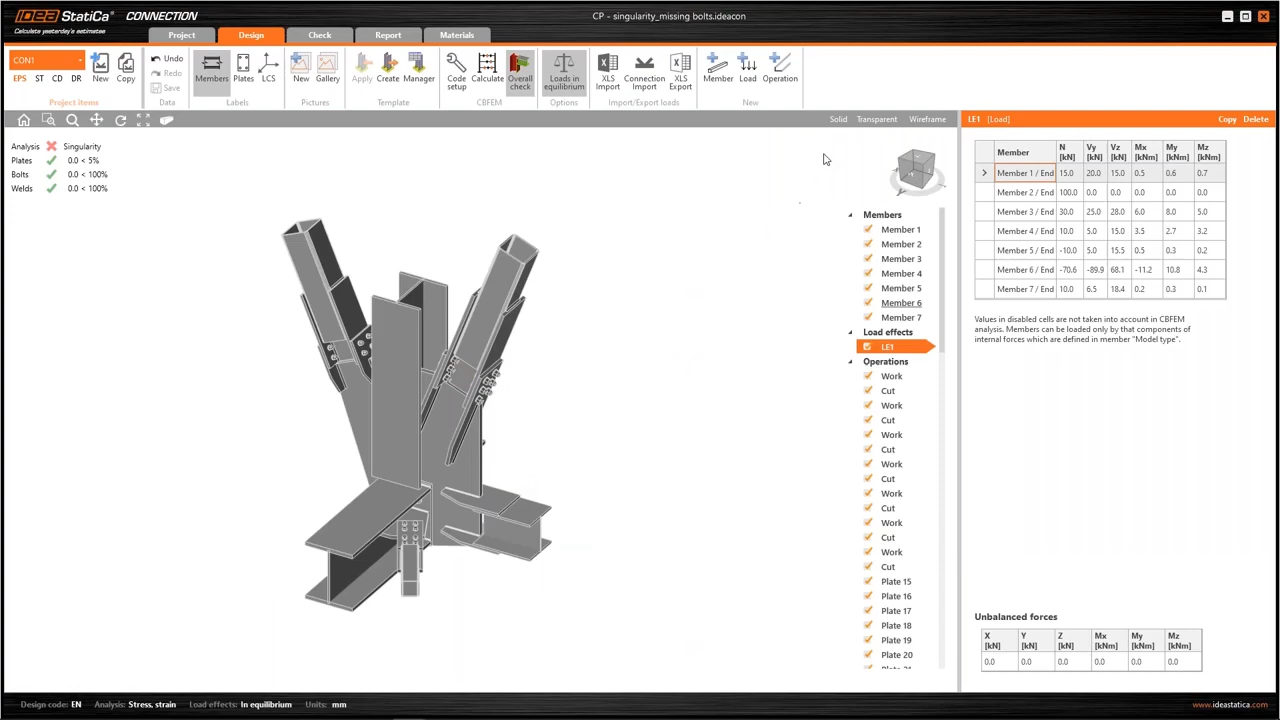 IDEA StatiCa® CONNECTION
Calculate yesterday's estimates
CP - singularity_missing bolts.ideacon
Project Design Check Report Materials
CON1
EPS ST CD DR
New Copy
Project items
Undo
Redo
Save
Data
Members Plates LCS
Labels
New Gallery
Pictures
Apply Create Manager
Template
Code setup Calculate Overall check
CBFEM
Loads in equilibrium
Options
XLS Import Connection Import XLS Export
Import/Export loads
Member Load Operation
New
Solid Transparent Wireframe
LE1 [Load] Copy Delete
Analysis Singularity
Plates 0.0 < 5%
Bolts 0.0 < 100%
Welds 0.0 < 100%
Members
Member 1
Member 2
Member 3
Member 4
Member 5
Member 6
Member 7
Load effects
LE1
Operations
Work
Cut
Work
Cut
Work
Cut
Work
Cut
Work
Cut
Work
Cut
Work
Cut
Plate 15
Plate 16
Plate 17
Plate 18
Plate 19
Plate 20
Member N [kN] Vy [kN] Vz [kN] Mx [kNm] My [kNm] Mz [kNm]
> Member 1 / End 15.0 20.0 15.0 0.5 0.6 0.7
Member 2 / End 100.0 0.0 0.0 0.0 0.0 0.0
Member 3 / End 30.0 25.0 28.0 6.0 8.0 5.0
Member 4 / End 10.0 5.0 15.0 3.5 2.7 3.2
Member 5 / End -10.0 5.0 15.5 0.5 0.3 0.2
Member 6 / End -70.6 -89.9 68.1 -11.2 10.8 4.3
Member 7 / End 10.0 6.5 18.4 0.2 0.3 0.1
Values in disabled cells are not taken into account in CBFEM
analysis. Members can be loaded only by that components of
internal forces which are defined in member "Model type".
Unbalanced forces
X [kN] Y [kN] Z [kN] Mx [kNm] My [kNm] Mz [kNm]
0.0 0.0 0.0 0.0 0.0 0.0
Design code: EN Analysis: Stress, strain Load effects: In equilibrium Units: mm
www.ideastatica.com